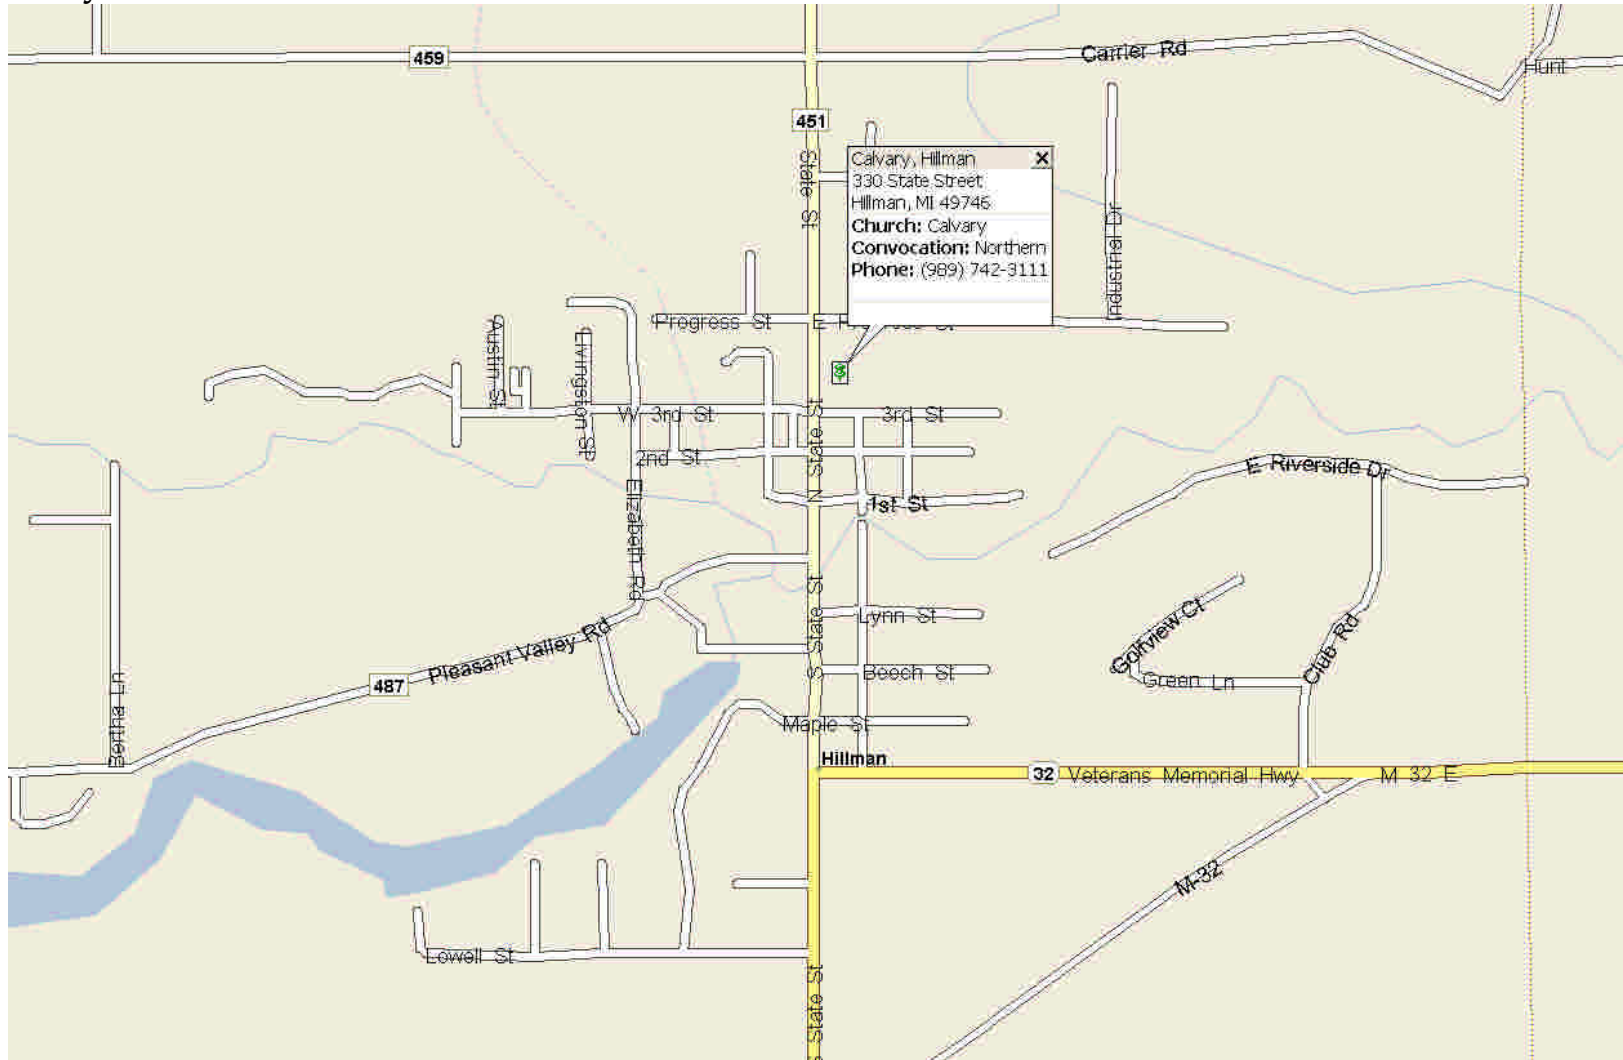 459
Carrier Rd
Hunt
451
State St
Calvary, Hillman
330 State Street
Hillman, MI 49746
Church: Calvary
Convocation: Northern
Phone: (989) 742-3111
Industrial Dr
Progress St
E
St
Austin St
Livingston St
W 3rd St
3rd St
N State St
2nd St
E Riverside Dr
1st St
Elizabeth Rd
S State St
Lynn St
Golfview Ct
Club Rd
Pleasant Valley Rd
487
Beech St
Green Ln
Bertha Ln
Maple St
Hillman
32
Veterans Memorial Hwy
M 32 E
M-32
Lowell St
S State St